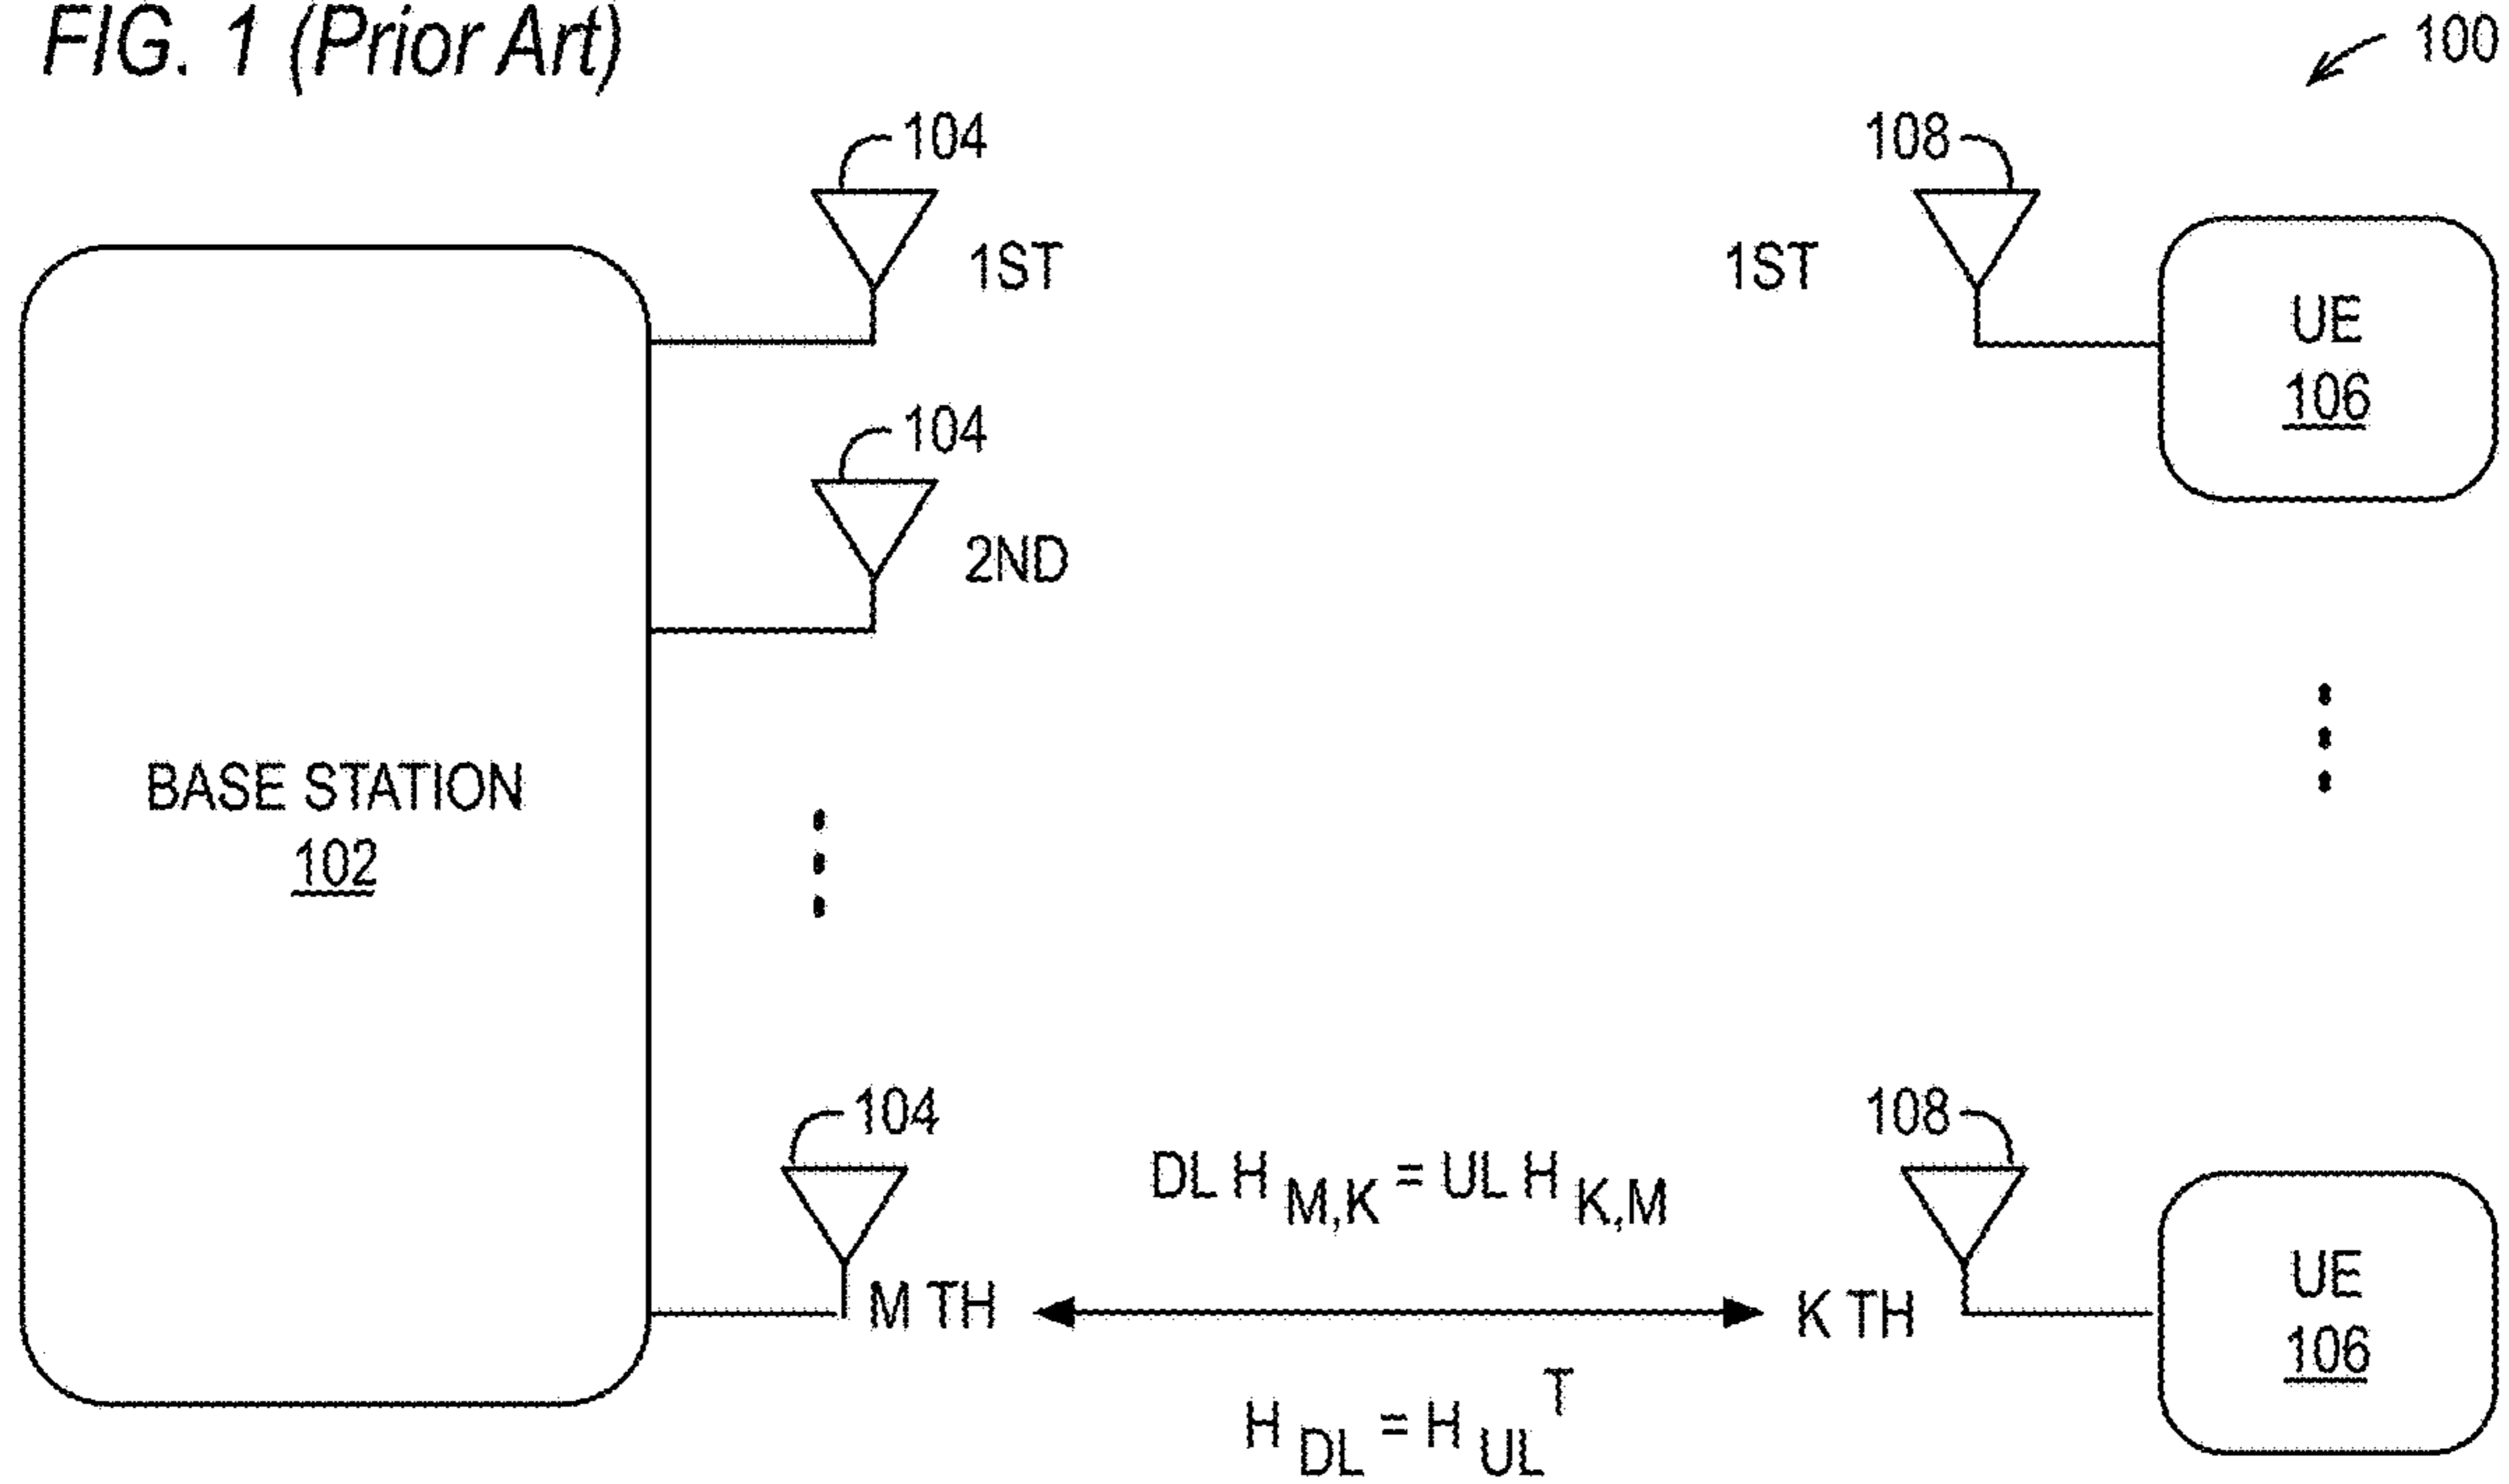 FIG. 1 (Prior Art)
100
104
108
1ST
1ST
UE
106
104
2ND
BASE STATION
102
104
108
DL H M,K = UL H K,M
M TH
K TH
UE
106
H DL = H UL T